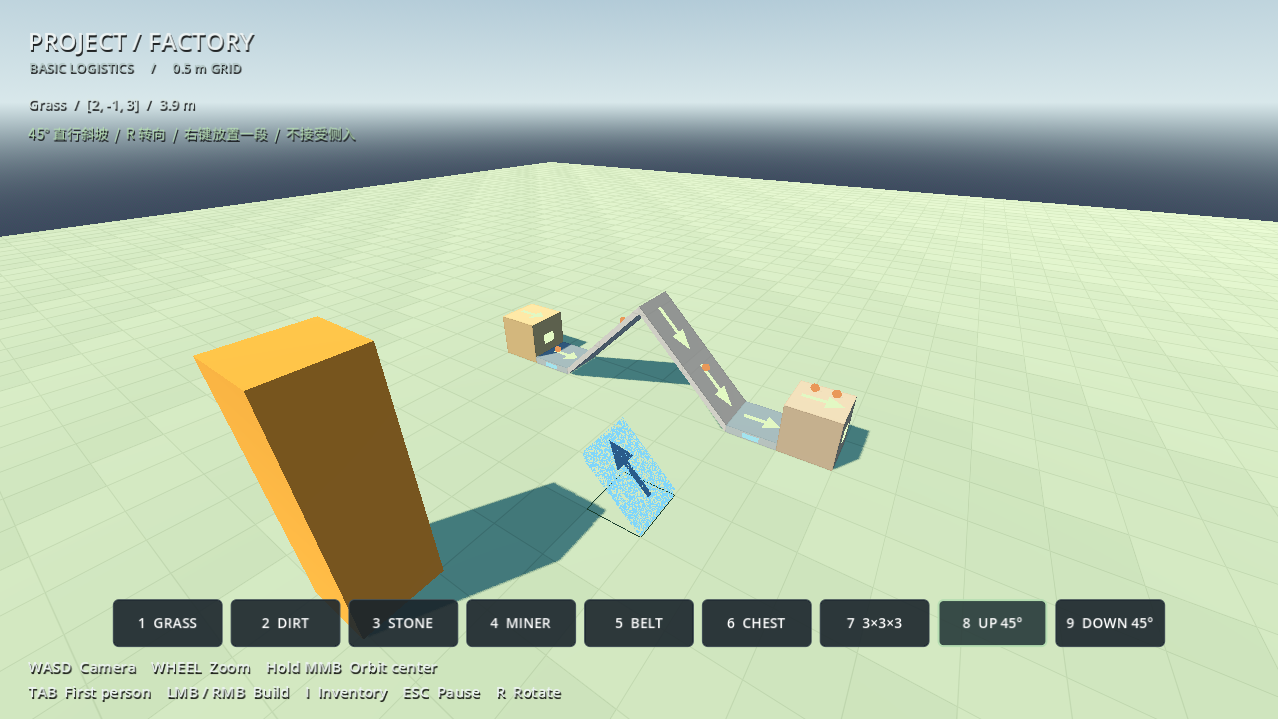 PROJECT / FACTORY
BASIC LOGISTICS / 0.5 m GRID
Grass / [2, -1, 3] / 3.9 m
45° 直行斜坡 / R 转向 / 右键放置一段 / 不接受侧入
1 GRASS
2 DIRT
3 STONE
4 MINER
5 BELT
6 CHEST
7 3×3×3
8 UP 45°
9 DOWN 45°
WASD Camera WHEEL Zoom Hold MMB Orbit center
TAB First person LMB / RMB Build I Inventory ESC Pause R Rotate